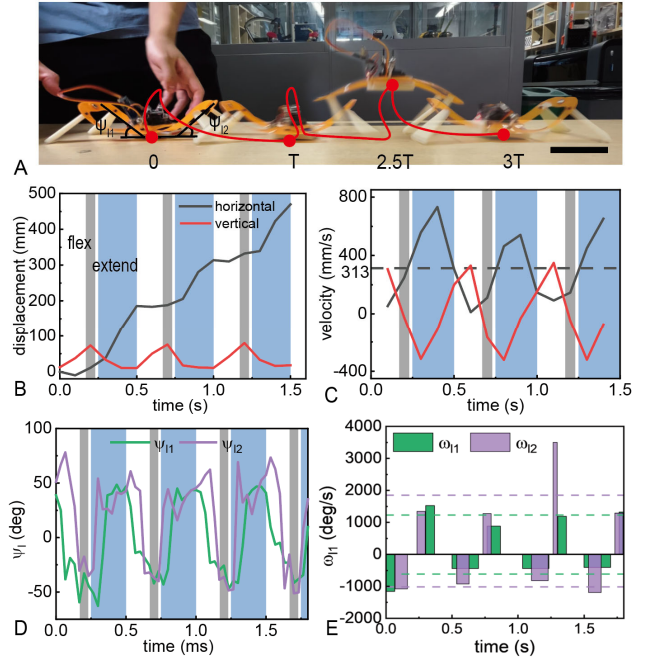 ψl1
ψl2
A
0
T
2.5T
3T
500
400
300
200
100
0
displacement (mm)
horizontal
vertical
flex
extend
0.0
0.5
1.0
1.5
B
time (s)
800
400
313
0
-400
velocity (mm/s)
0.0
0.5
1.0
1.5
C
time (s)
100
50
0
-50
ψl (deg)
ψl1
ψl2
0.0
0.5
1.0
1.5
D
time (ms)
4000
3000
2000
1000
0
-1000
-2000
ωl1 (deg/s)
ωl1
ωl2
0.0
0.5
1.0
1.5
E
time (s)